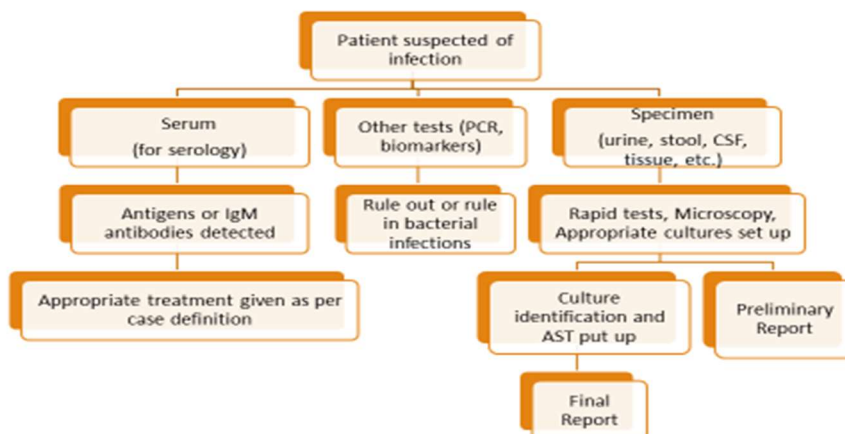 Patient suspected of
infection
Serum
(for serology)
Other tests (PCR,
biomarkers)
Specimen
(urine, stool, CSF,
tissue, etc.)
Antigens or IgM
antibodies detected
Rule out or rule
in bacterial
infections
Rapid tests, Microscopy,
Appropriate cultures set up
Appropriate treatment given as per
case definition
Culture
identification and
AST put up
Preliminary
Report
Final
Report